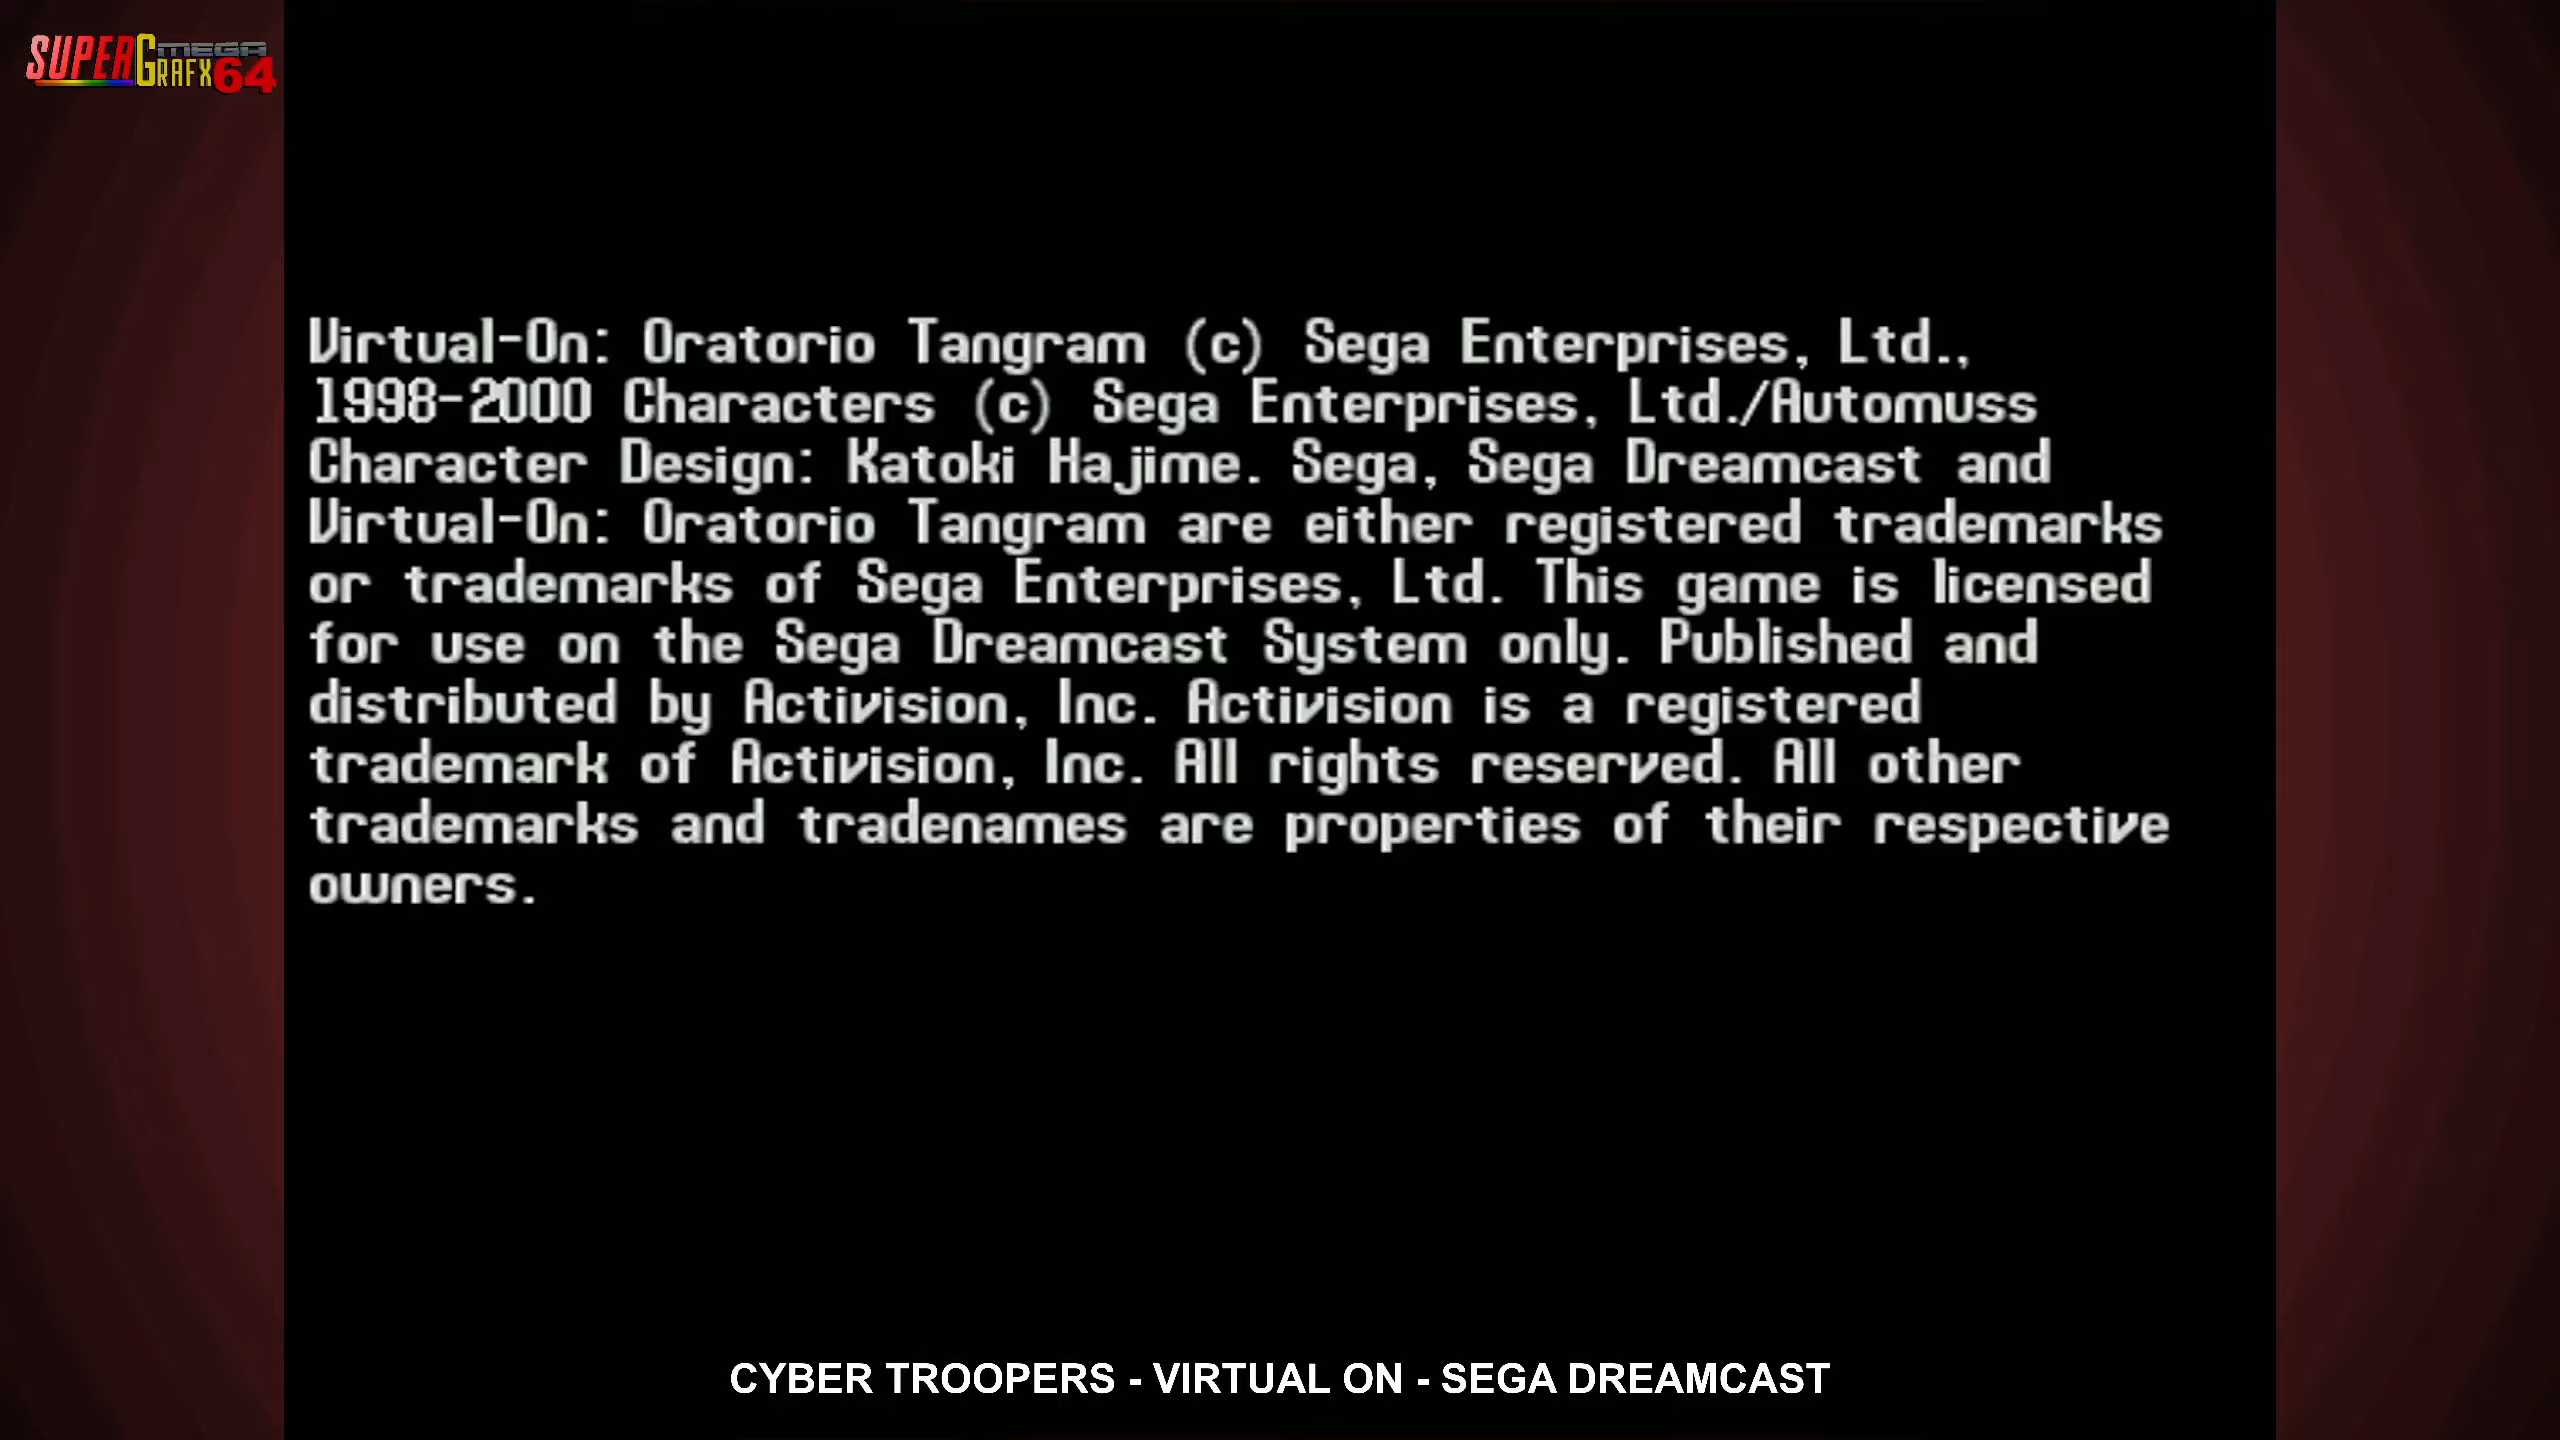 SUPER GRAFX MEGA 64
Virtual-On: Oratorio Tangram (c) Sega Enterprises, Ltd.,
1998-2000 Characters (c) Sega Enterprises, Ltd./Automuss
Character Design: Katoki Hajime. Sega, Sega Dreamcast and
Virtual-On: Oratorio Tangram are either registered trademarks
or trademarks of Sega Enterprises, Ltd. This game is licensed
for use on the Sega Dreamcast System only. Published and
distributed by Activision, Inc. Activision is a registered
trademark of Activision, Inc. All rights reserved. All other
trademarks and tradenames are properties of their respective
owners.
CYBER TROOPERS - VIRTUAL ON - SEGA DREAMCAST